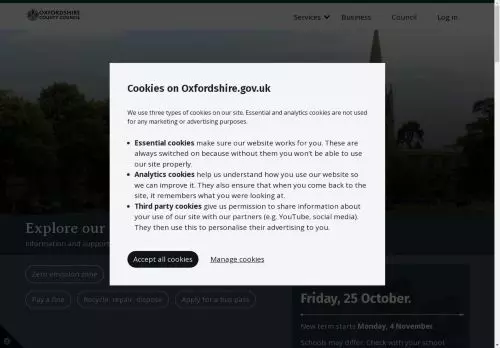 OXFORDSHIRE
COUNTY COUNCIL
Services
Business
Council
Log in
Cookies on Oxfordshire.gov.uk
We use three types of cookies on our site. Essential and analytics cookies are not used
for any marketing or advertising purposes.
Essential cookies make sure our website works for you. These are
always switched on because without them you won't be able to use
our site properly.
Analytics cookies help us understand how you use our website so
we can improve it. They also ensure that when you come back to the
site, it remembers what you were looking at.
Third party cookies give us permission to share information about
your use of our site with our partners (e.g. YouTube, social media).
They then use this to personalise their advertising to you.
Accept all cookies
Manage cookies
Explore our
Information and support
Zero emission zone
Pay a fine
Recycle, repair, dispose
Apply for a bus pass
Friday, 25 October.
New term starts Monday, 4 November.
Schools may differ. Check with your school